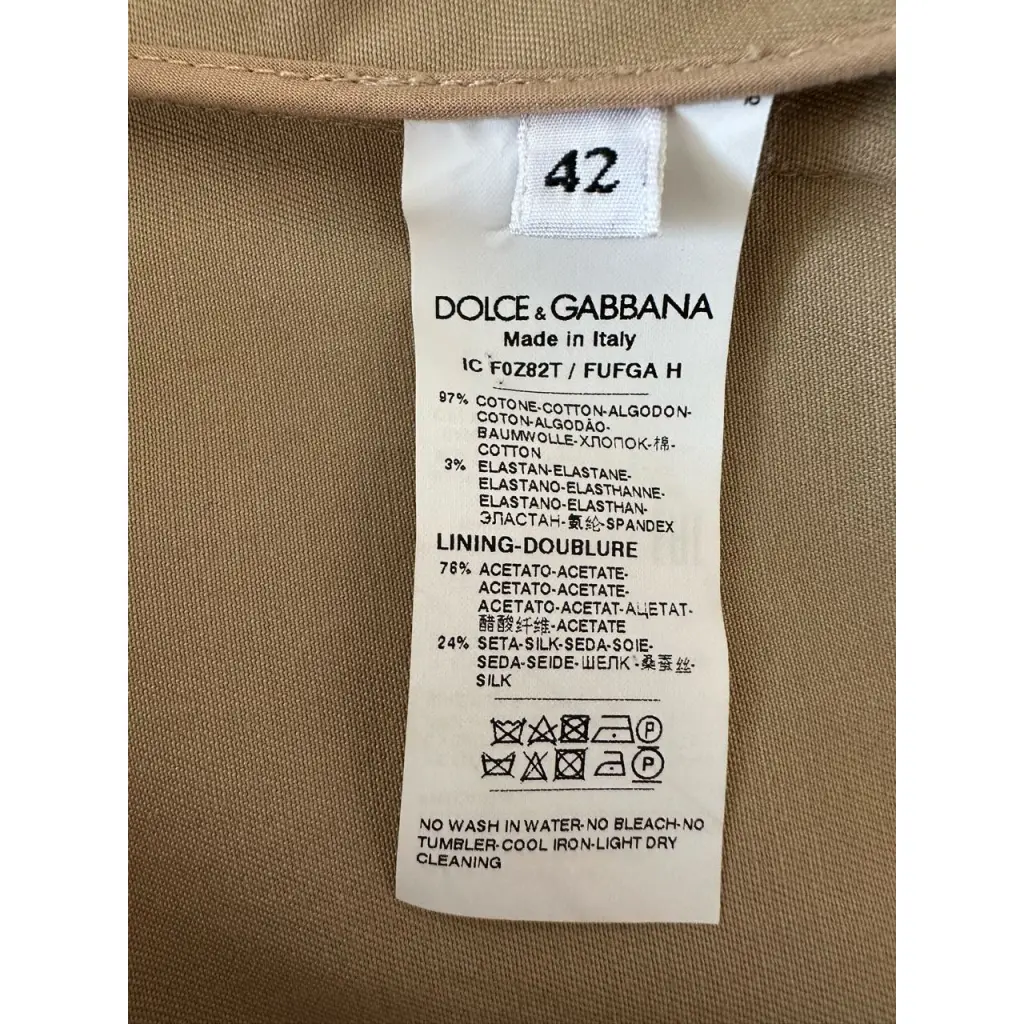 42
DOLCE & GABBANA
Made in Italy
IC F0Z82T / FUFGA H
97% COTONE-COTTON-ALGODON-
COTON-ALGODÃO-
BAUMWOLLE-ХЛОПОК-棉-
COTTON
3% ELASTAN-ELASTANE-
ELASTANO-ELASTHANNE-
ELASTANO-ELASTHAN-
ЭЛАСТАН-氨纶-SPANDEX
LINING-DOUBLURE
76% ACETATO-ACETATE-
ACETATO-ACETATE-
ACETATO-ACETAT-АЦЕТАТ-
醋酸纤维-ACETATE
24% SETA-SILK-SEDA-SOIE-
SEDA-SEIDE-ШЕЛК-桑蚕丝-
SILK
P
P
NO WASH IN WATER-NO BLEACH-NO
TUMBLER-COOL IRON-LIGHT DRY
CLEANING